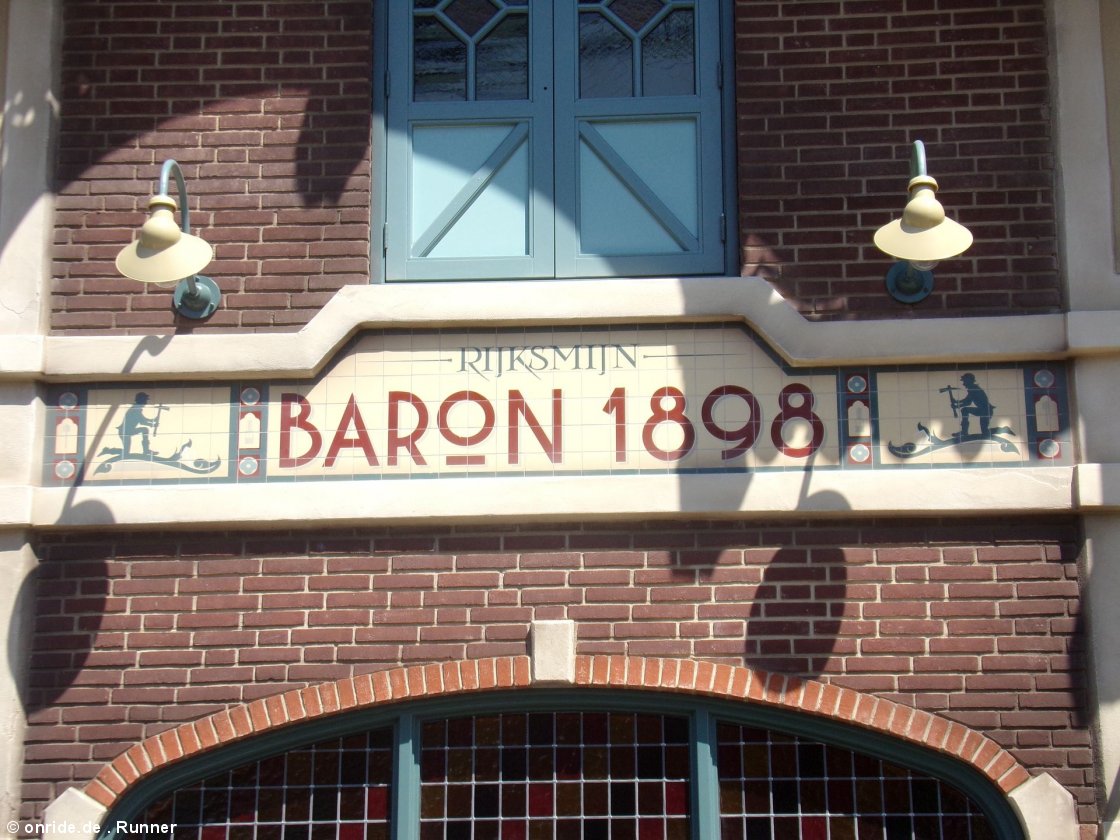 RIJKSMIJN
BARON 1898
© onride.de . Runner